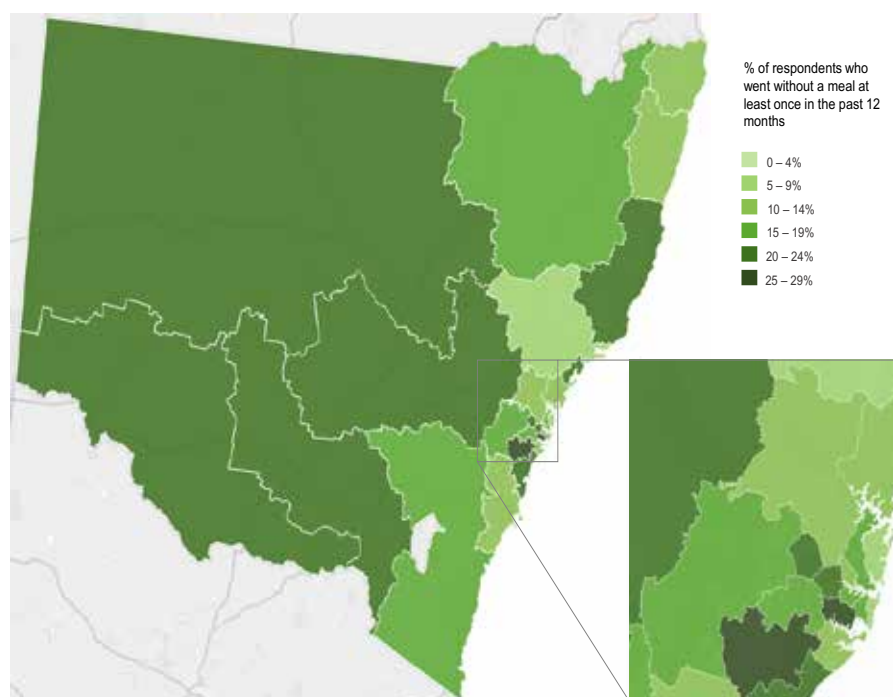 % of respondents who
went without a meal at
least once in the past 12
months
0 – 4%
5 – 9%
10 – 14%
15 – 19%
20 – 24%
25 – 29%